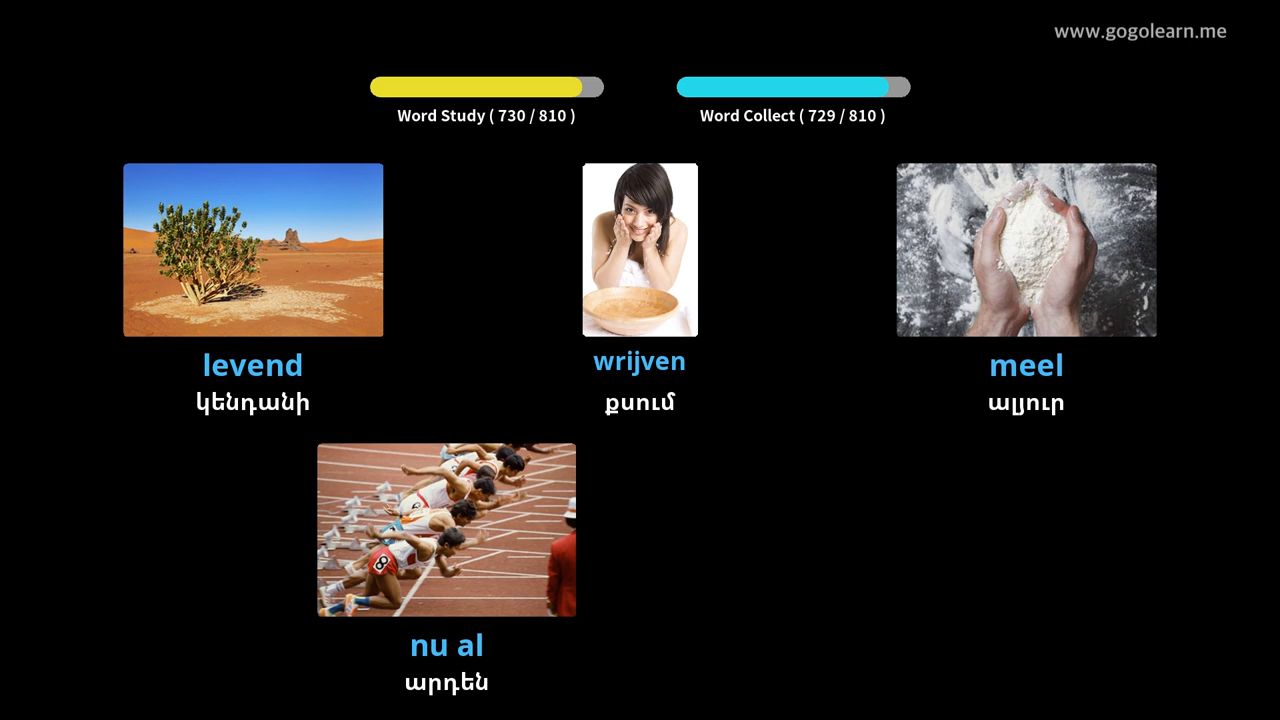 www.gogolearn.me
Word Study ( 730 / 810 )
Word Collect ( 729 / 810 )
levend
կենդանի
wrijven
քսում
meel
ալյուր
nu al
արդեն